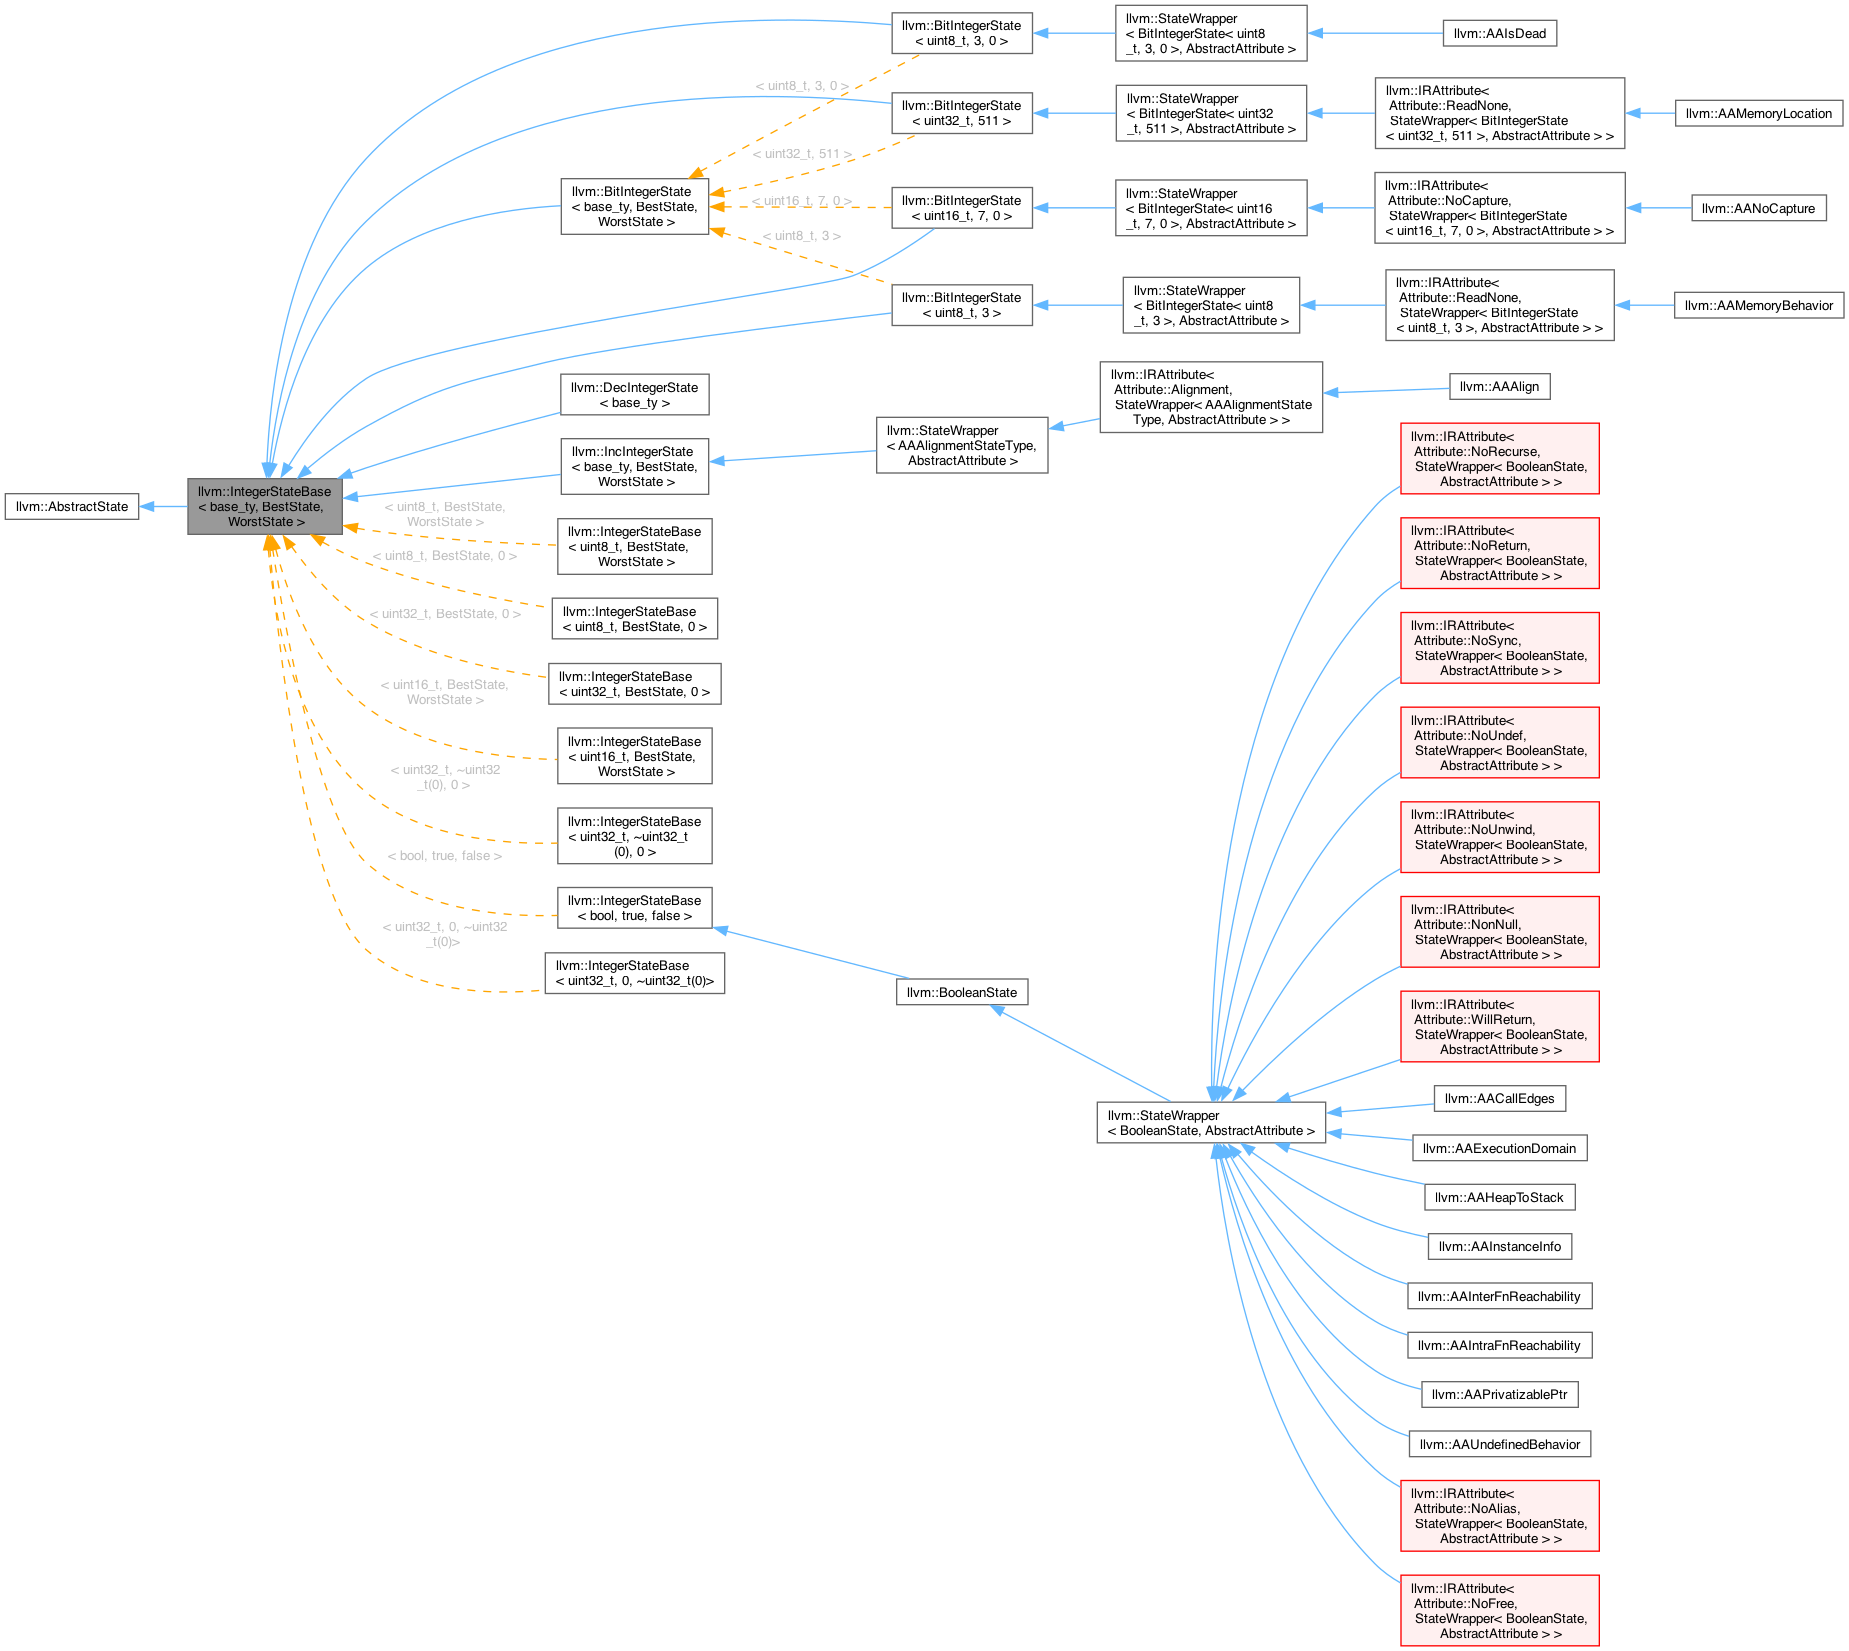 llvm::AbstractState
llvm::IntegerStateBase
< base_ty, BestState,
WorstState >
llvm::BitIntegerState
< base_ty, BestState,
WorstState >
llvm::DecIntegerState
< base_ty >
llvm::IncIntegerState
< base_ty, BestState,
WorstState >
llvm::IntegerStateBase
< uint8_t, BestState,
WorstState >
llvm::IntegerStateBase
< uint8_t, BestState, 0 >
llvm::IntegerStateBase
< uint32_t, BestState, 0 >
llvm::IntegerStateBase
< uint16_t, BestState,
WorstState >
llvm::IntegerStateBase
< uint32_t, ~uint32_t
(0), 0 >
llvm::IntegerStateBase
< bool, true, false >
llvm::IntegerStateBase
< uint32_t, 0, ~uint32_t(0)>
< uint8_t, BestState,
WorstState >
< uint8_t, BestState, 0 >
< uint32_t, BestState, 0 >
< uint16_t, BestState,
WorstState >
< uint32_t, ~uint32
_t(0), 0 >
< bool, true, false >
< uint32_t, 0, ~uint32
_t(0)>
< uint8_t, 3, 0 >
< uint32_t, 511 >
< uint16_t, 7, 0 >
< uint8_t, 3 >
llvm::BitIntegerState
< uint8_t, 3, 0 >
llvm::StateWrapper
< BitIntegerState< uint8
_t, 3, 0 >, AbstractAttribute >
llvm::AAIsDead
llvm::BitIntegerState
< uint32_t, 511 >
llvm::StateWrapper
< BitIntegerState< uint32
_t, 511 >, AbstractAttribute >
llvm::IRAttribute<
Attribute::ReadNone,
StateWrapper< BitIntegerState
< uint32_t, 511 >, AbstractAttribute > >
llvm::AAMemoryLocation
llvm::BitIntegerState
< uint16_t, 7, 0 >
llvm::StateWrapper
< BitIntegerState< uint16
_t, 7, 0 >, AbstractAttribute >
llvm::IRAttribute<
Attribute::NoCapture,
StateWrapper< BitIntegerState
< uint16_t, 7, 0 >, AbstractAttribute > >
llvm::AANoCapture
llvm::BitIntegerState
< uint8_t, 3 >
llvm::StateWrapper
< BitIntegerState< uint8
_t, 3 >, AbstractAttribute >
llvm::IRAttribute<
Attribute::ReadNone,
StateWrapper< BitIntegerState
< uint8_t, 3 >, AbstractAttribute > >
llvm::AAMemoryBehavior
llvm::StateWrapper
< AAAlignmentStateType,
AbstractAttribute >
llvm::IRAttribute<
Attribute::Alignment,
StateWrapper< AAAlignmentState
Type, AbstractAttribute > >
llvm::AAAlign
llvm::BooleanState
llvm::StateWrapper
< BooleanState, AbstractAttribute >
llvm::IRAttribute<
Attribute::NoRecurse,
StateWrapper< BooleanState,
AbstractAttribute > >
llvm::IRAttribute<
Attribute::NoReturn,
StateWrapper< BooleanState,
AbstractAttribute > >
llvm::IRAttribute<
Attribute::NoSync,
StateWrapper< BooleanState,
AbstractAttribute > >
llvm::IRAttribute<
Attribute::NoUndef,
StateWrapper< BooleanState,
AbstractAttribute > >
llvm::IRAttribute<
Attribute::NoUnwind,
StateWrapper< BooleanState,
AbstractAttribute > >
llvm::IRAttribute<
Attribute::NonNull,
StateWrapper< BooleanState,
AbstractAttribute > >
llvm::IRAttribute<
Attribute::WillReturn,
StateWrapper< BooleanState,
AbstractAttribute > >
llvm::AACallEdges
llvm::AAExecutionDomain
llvm::AAHeapToStack
llvm::AAInstanceInfo
llvm::AAInterFnReachability
llvm::AAIntraFnReachability
llvm::AAPrivatizablePtr
llvm::AAUndefinedBehavior
llvm::IRAttribute<
Attribute::NoAlias,
StateWrapper< BooleanState,
AbstractAttribute > >
llvm::IRAttribute<
Attribute::NoFree,
StateWrapper< BooleanState,
AbstractAttribute > >